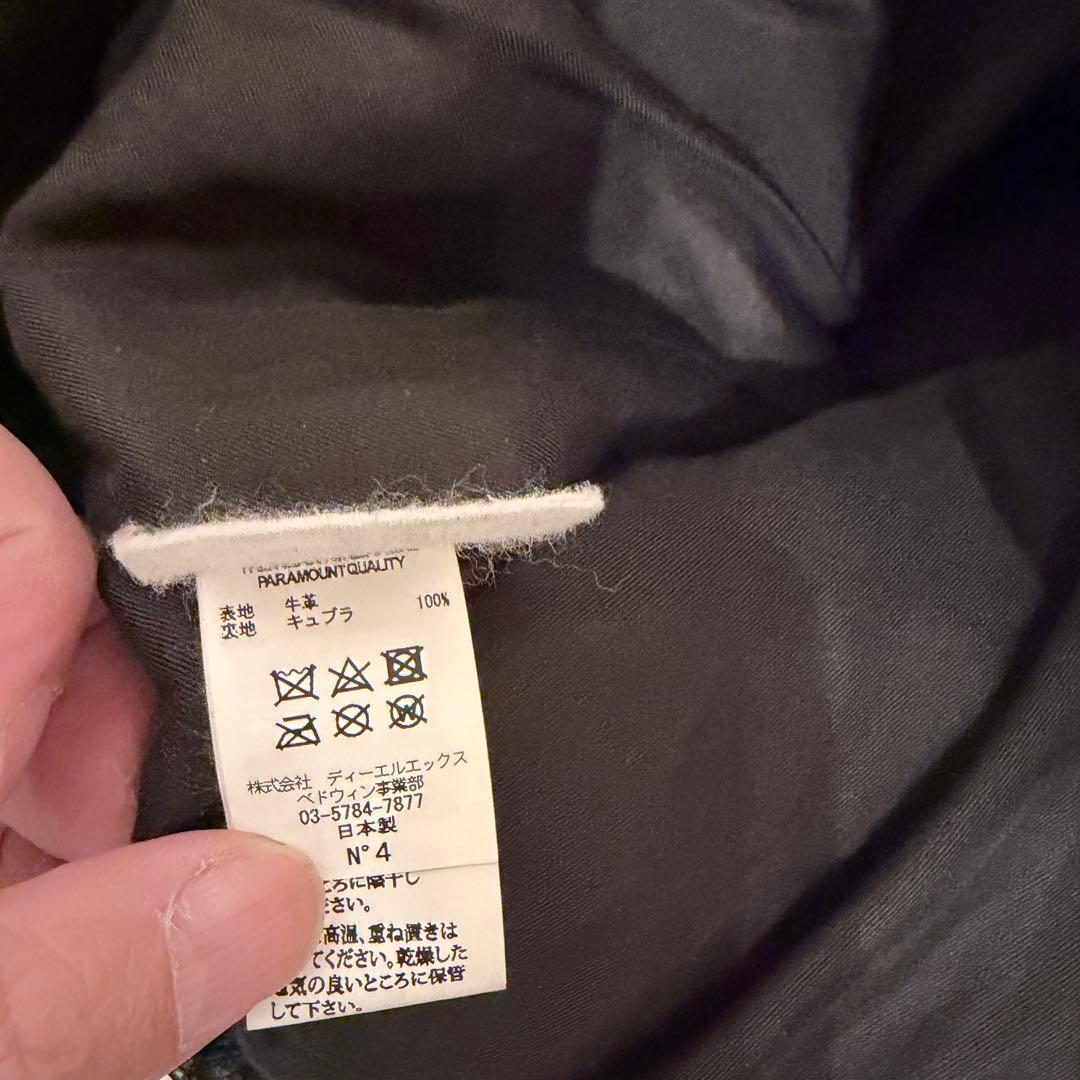 PARAMOUNT QUALITY
表地 牛革 100%
裏地 キュプラ
W
株式会社 ディーエルエックス
ベドウィン事業部
03-5784-7877
日本製
N° 4
ころに陰干し
ださい。
高温、重ね置きは
てください。乾燥した
気の良いところに保管
して下さい。